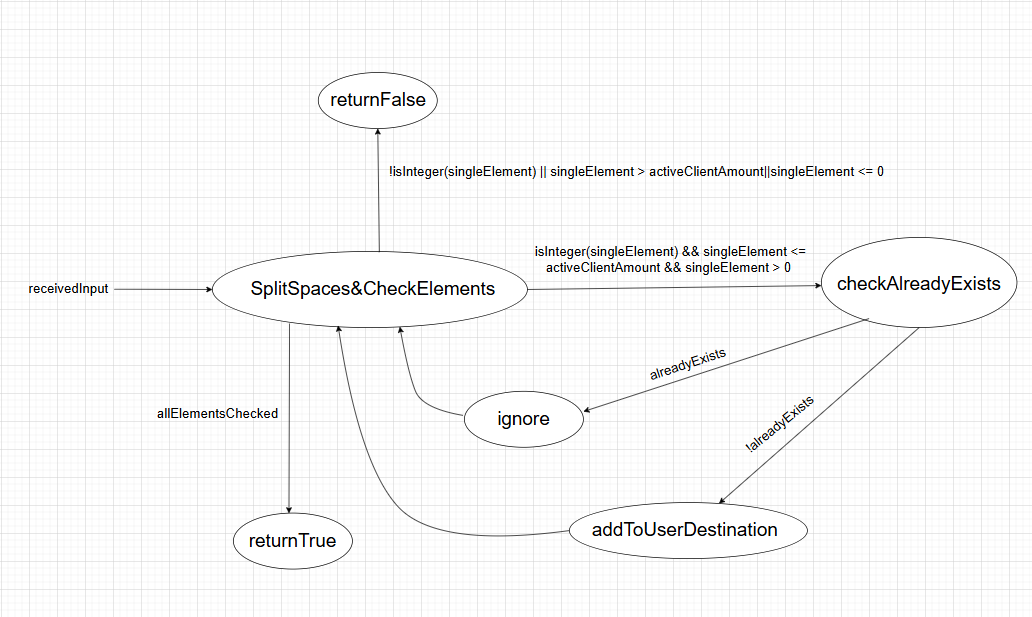 returnFalse
!isInteger(singleElement) || singleElement > activeClientAmount||singleElement <= 0
isInteger(singleElement) && singleElement <=
activeClientAmount && singleElement > 0
receivedInput
SplitSpaces&CheckElements
checkAlreadyExists
alreadyExists
allElementsChecked
ignore
!alreadyExists
addToUserDestination
returnTrue